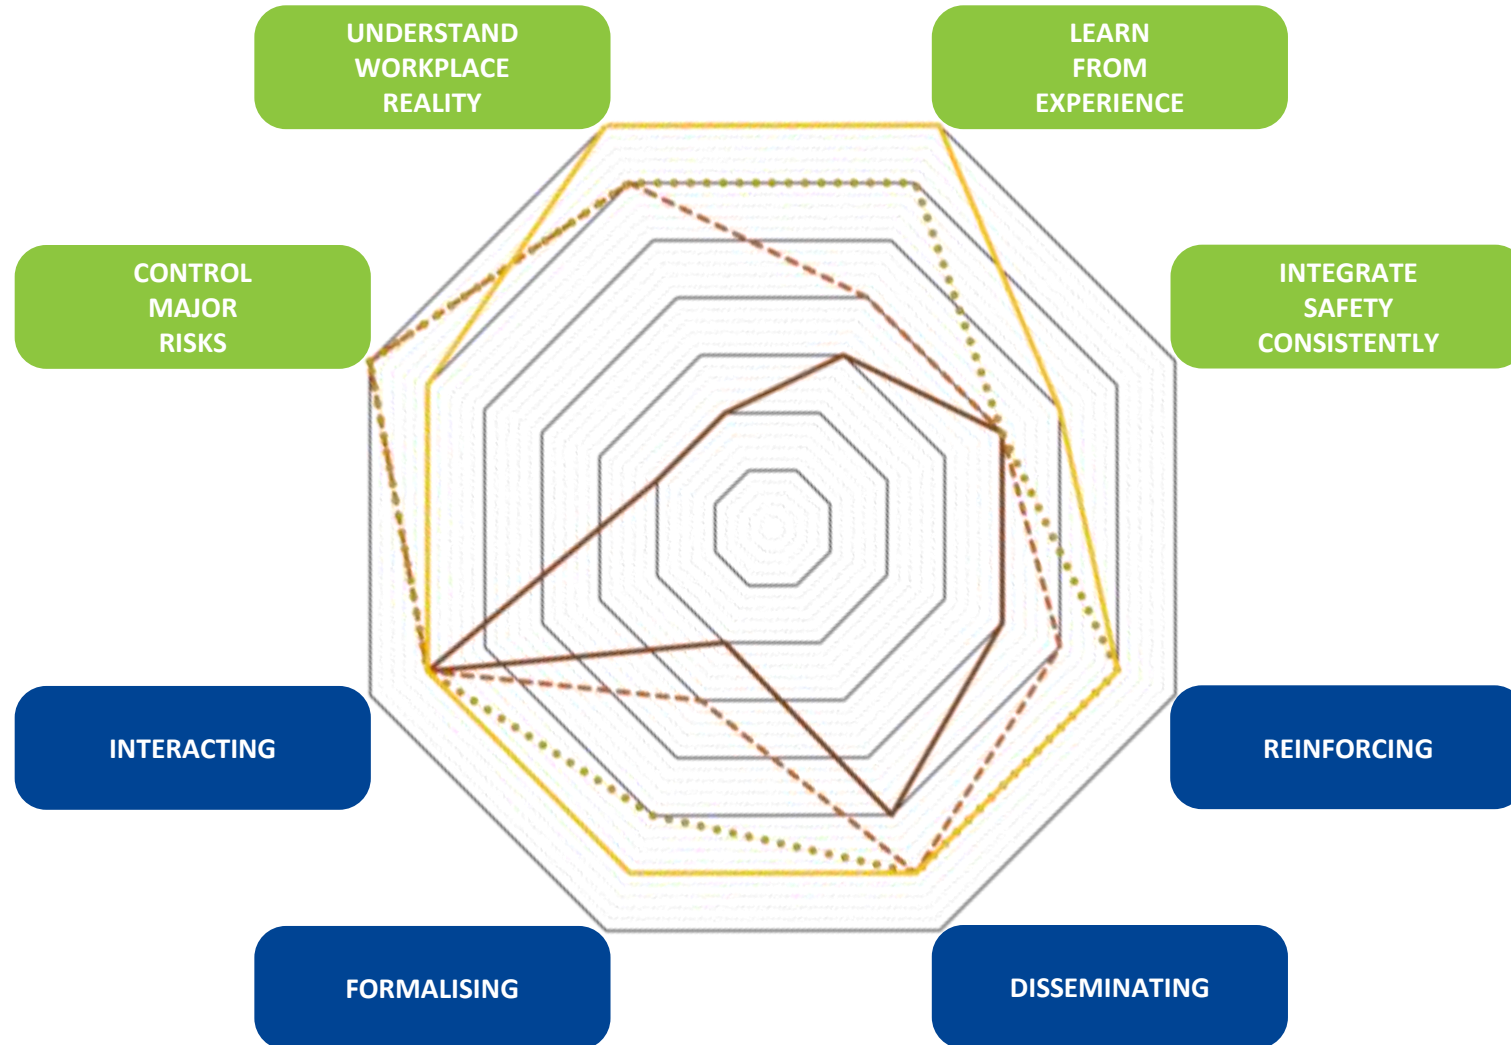 UNDERSTAND
WORKPLACE
REALITY
LEARN
FROM
EXPERIENCE
CONTROL
MAJOR
RISKS
INTEGRATE
SAFETY
CONSISTENTLY
INTERACTING
REINFORCING
FORMALISING
DISSEMINATING